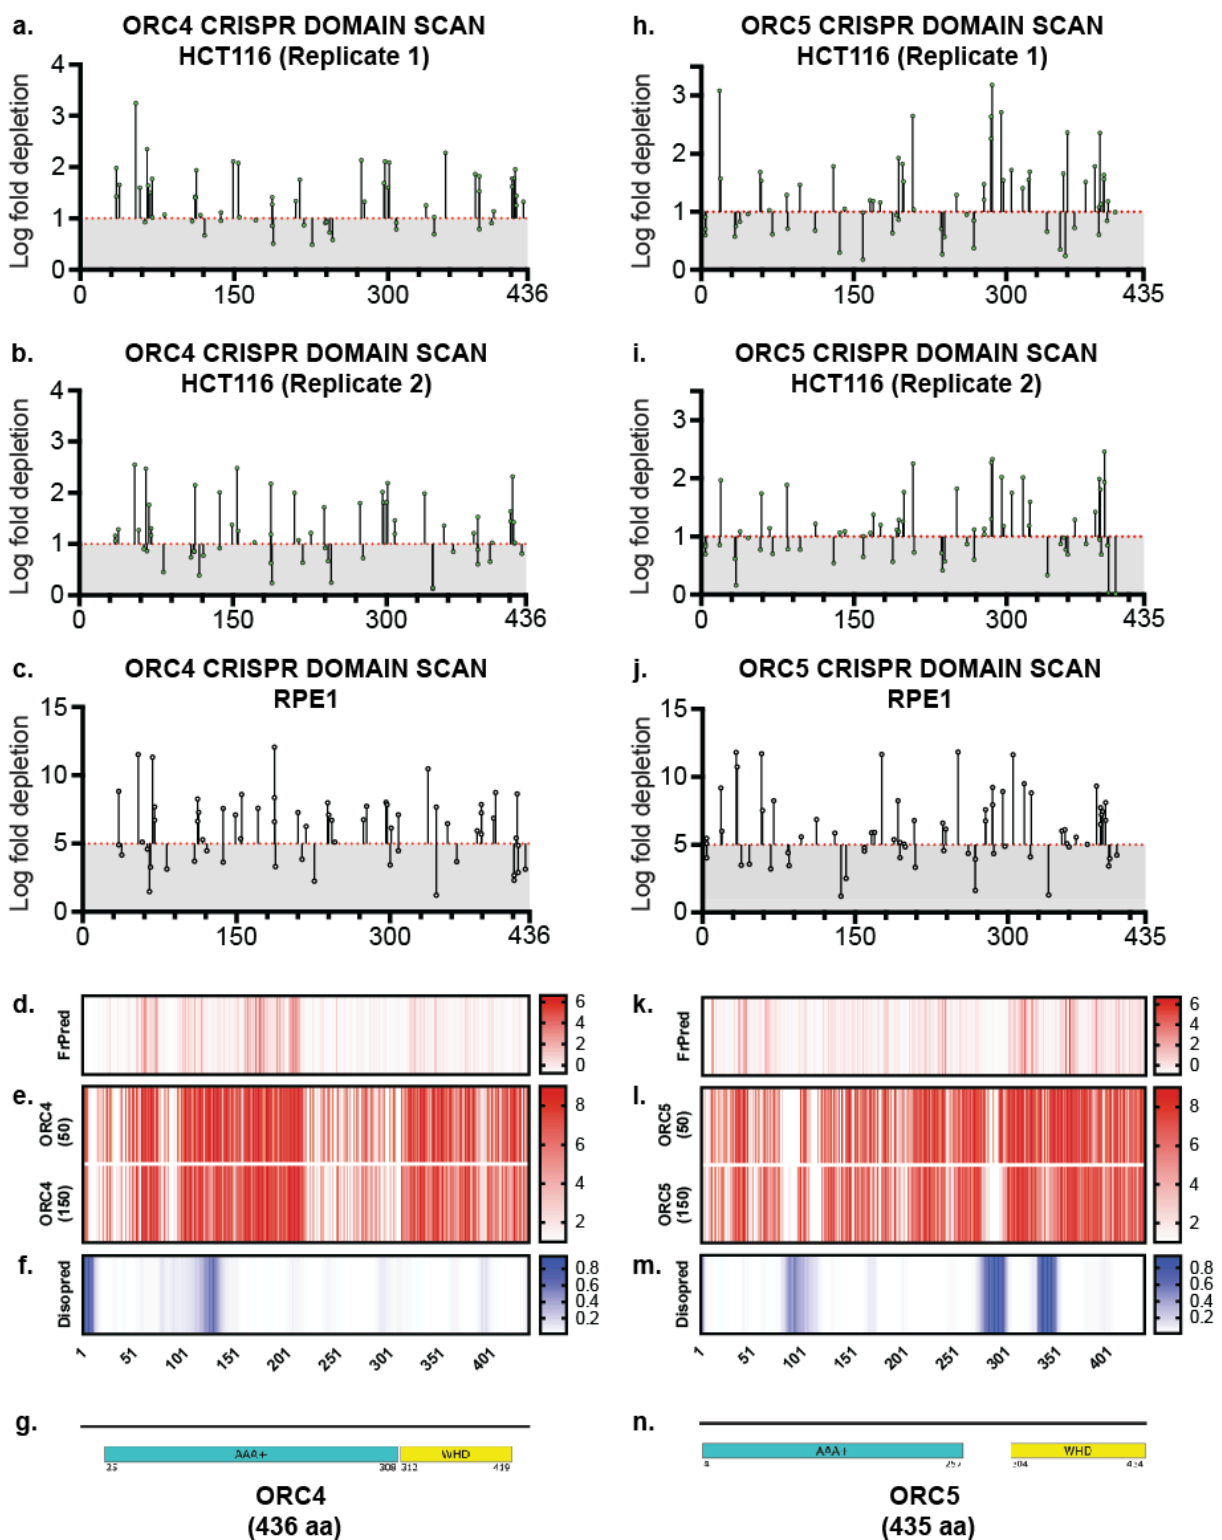 a.
ORC4 CRISPR DOMAIN SCAN
HCT116 (Replicate 1)
Log fold depletion
4
3
2
1
0
0 150 300 436
b.
ORC4 CRISPR DOMAIN SCAN
HCT116 (Replicate 2)
Log fold depletion
4
3
2
1
0
0 150 300 436
c.
ORC4 CRISPR DOMAIN SCAN
RPE1
Log fold depletion
15
10
5
0
0 150 300 436
d.
FrPred
6
4
2
0
e.
ORC4
(50)
ORC4
(150)
8
6
4
2
f.
Disopred
0.8
0.6
0.4
0.2
1 51 101 151 201 251 301 351 401
g.
AAA+
WHD
308
419
ORC4
(436 aa)
h.
ORC5 CRISPR DOMAIN SCAN
HCT116 (Replicate 1)
Log fold depletion
3
2
1
0
0 150 300 435
i.
ORC5 CRISPR DOMAIN SCAN
HCT116 (Replicate 2)
Log fold depletion
3
2
1
0
0 150 300 435
j.
ORC5 CRISPR DOMAIN SCAN
RPE1
Log fold depletion
15
10
5
0
0 150 300 435
k.
FrPred
6
4
2
0
l.
ORC5
(50)
ORC5
(150)
8
6
4
2
m.
Disopred
0.8
0.6
0.4
0.2
1 51 101 151 201 251 301 351 401
n.
WHD
ORC5
(435 aa)